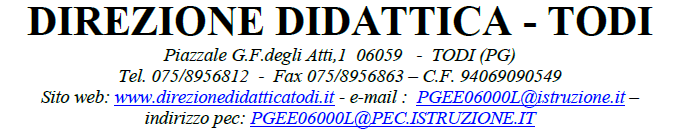 DIREZIONE DIDATTICA - TODI
Piazzale G.F.degli Atti,1 06059 - TODI (PG)
Tel. 075/8956812 - Fax 075/8956863 – C.F. 94069090549
Sito web: www.direzionedidatticatodi.it - e-mail : PGEE06000L@istruzione.it –
indirizzo pec: PGEE06000L@PEC.ISTRUZIONE.IT